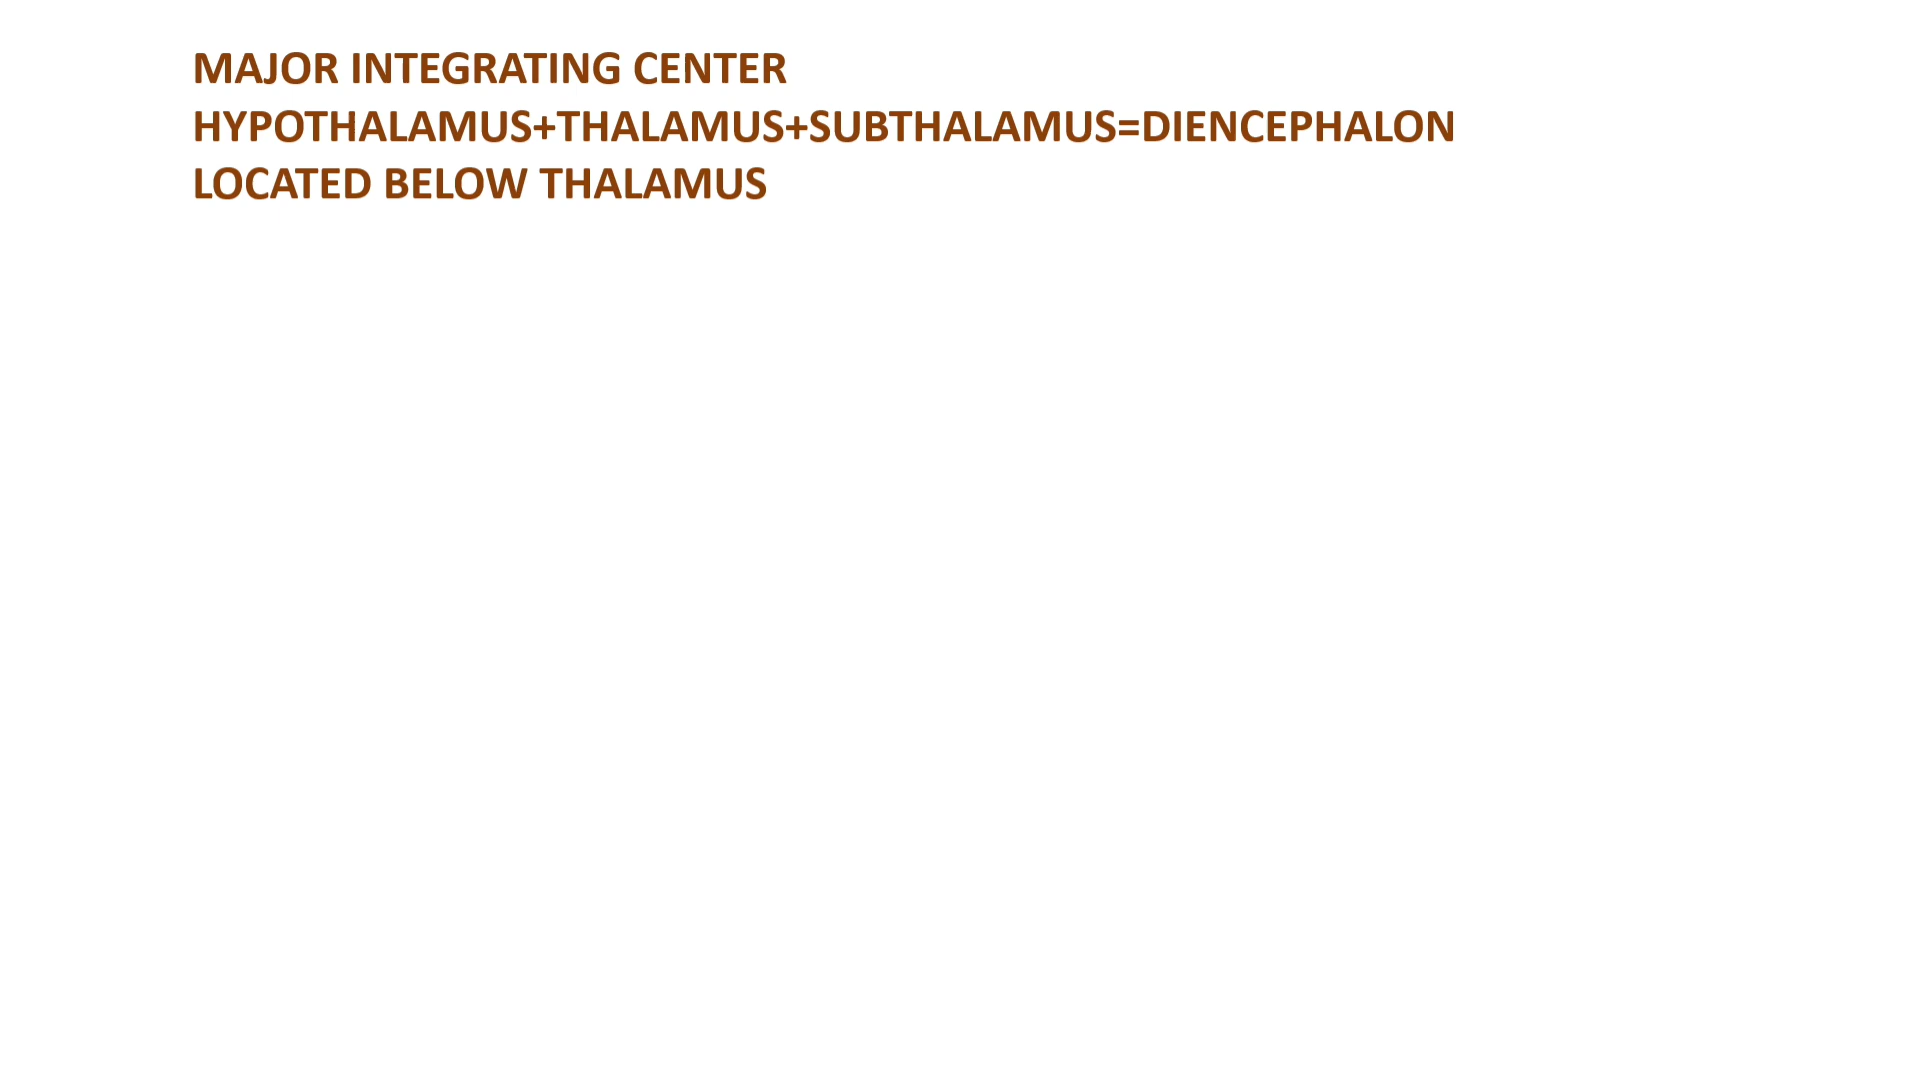 MAJOR INTEGRATING CENTER
HYPOTHALAMUS+THALAMUS+SUBTHALAMUS=DIENCEPHALON
LOCATED BELOW THALAMUS